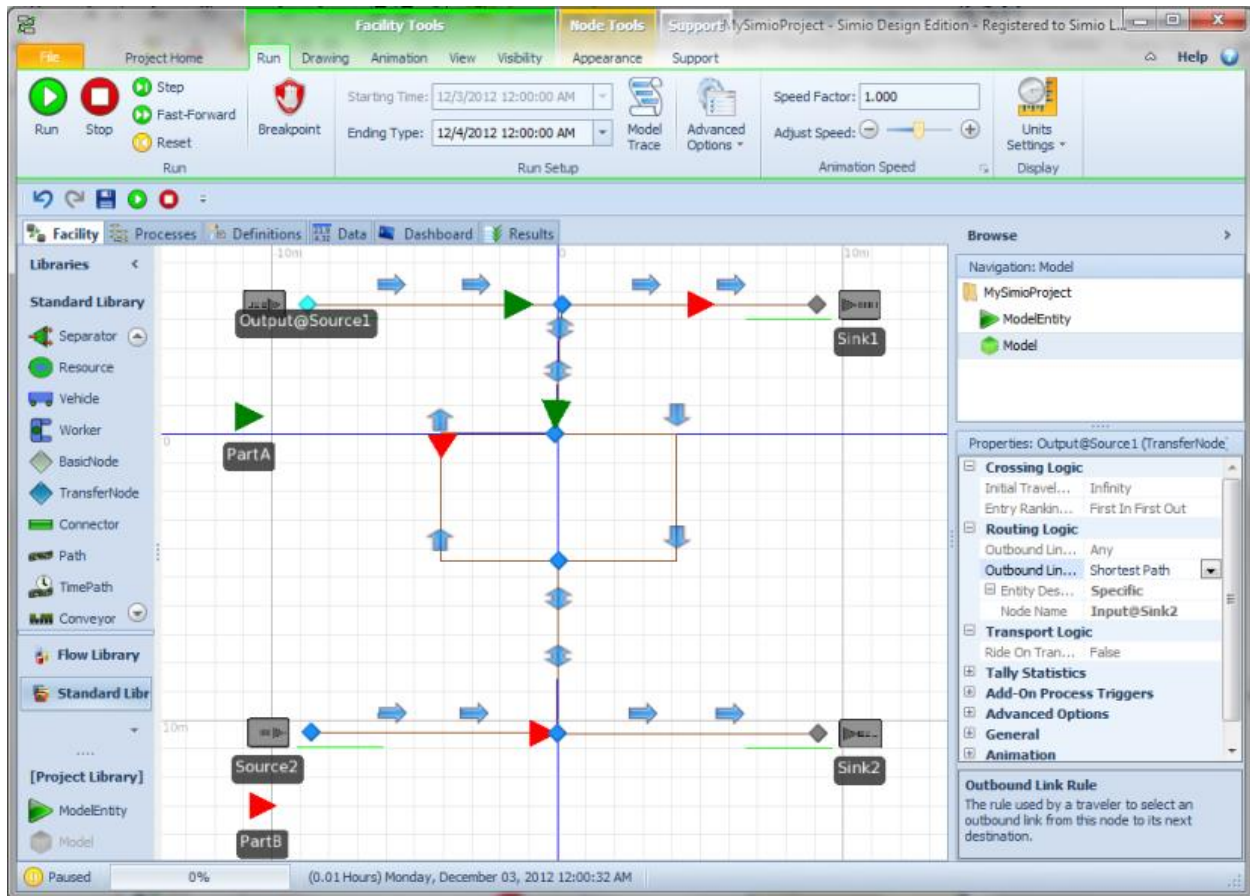 Facility Tools Node Tools Support MySimioProject - Simio Design Edition - Registered to Simio L...
File Project Home Run Drawing Animation View Visibility Appearance Support Help
Run
Stop
Step
Fast-Forward
Reset
Run
Breakpoint
Starting Time: 12/3/2012 12:00:00 AM
Ending Type: 12/4/2012 12:00:00 AM
Model Trace
Advanced Options
Run Setup
Speed Factor: 1.000
Adjust Speed:
Animation Speed
Units Settings
Display
Facility Processes Definitions Data Dashboard Results
Libraries
Standard Library
Separator
Resource
Vehicle
Worker
BasicNode
TransferNode
Connector
Path
TimePath
Conveyor
Flow Library
Standard Libr
[Project Library]
ModelEntity
Model
-10m 0 10m
Output@Source1
Sink1
0
PartA
10m
Source2
Sink2
PartB
Browse
Navigation: Model
MySimioProject
ModelEntity
Model
Properties: Output@Source1 (TransferNode)
Crossing Logic
Initial Travel... Infinity
Entry Rankin... First In First Out
Routing Logic
Outbound Lin... Any
Outbound Lin... Shortest Path
Entity Des... Specific
Node Name Input@Sink2
Transport Logic
Ride On Tran... False
Tally Statistics
Add-On Process Triggers
Advanced Options
General
Animation
Outbound Link Rule
The rule used by a traveler to select an
outbound link from this node to its next
destination.
Paused 0% (0.01 Hours) Monday, December 03, 2012 12:00:32 AM